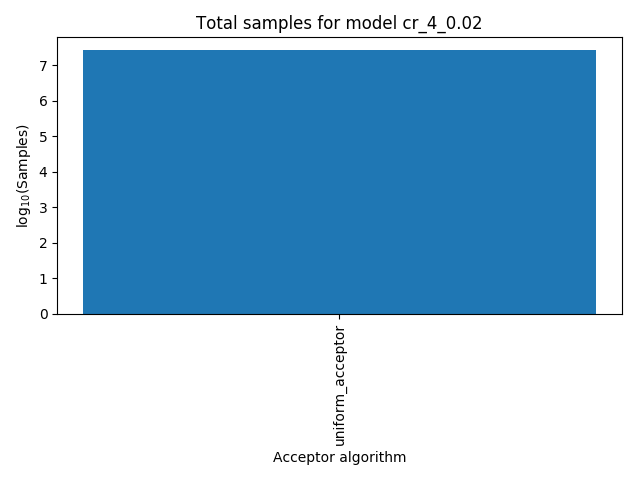 Total samples for model cr_4_0.02
7
6
5
4
3
2
1
0
log₁₀(Samples)
uniform_acceptor
Acceptor algorithm